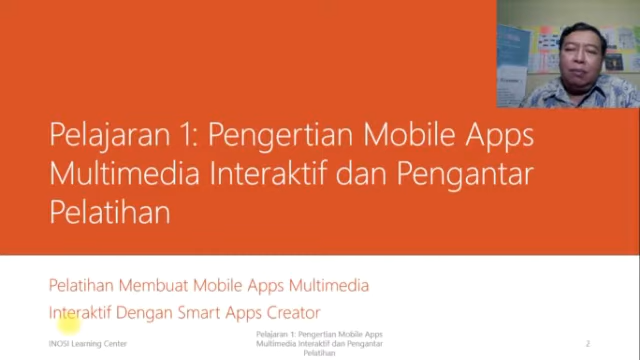 Pelajaran 1: Pengertian Mobile Apps
Multimedia Interaktif dan Pengantar
Pelatihan
Pelatihan Membuat Mobile Apps Multimedia
Interaktif Dengan Smart Apps Creator
INOSI Learning Center
Pelajaran 1: Pengertian Mobile Apps
Multimedia Interaktif dan Pengantar
Pelatihan
2